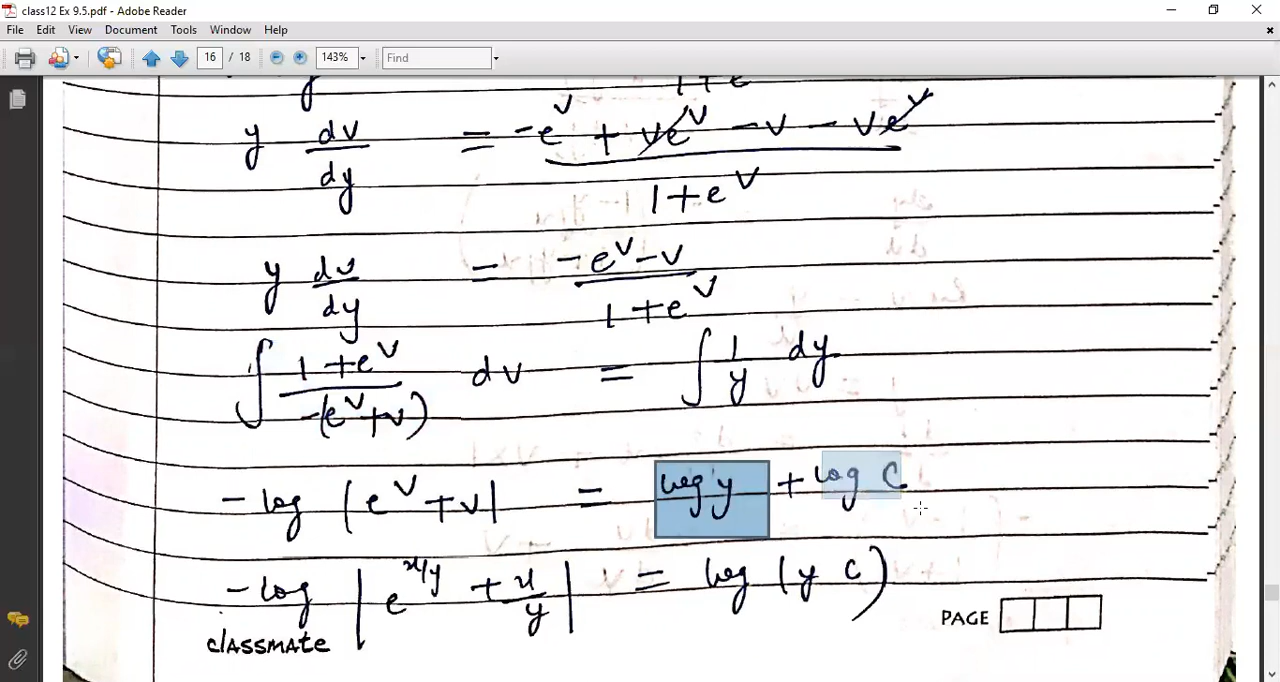 class12 Ex 9.5.pdf - Adobe Reader
File Edit View Document Tools Window Help
16 / 18 143% Find
y 1+e
y dv/dy = -e^v + ve^v - v - ve^v / 1+e^v
y dv/dy = -e^v - v / 1+e^v
∫ 1+e^v / -(e^v+v) dv = ∫ 1/y dy
-log |e^v + v| = log y + log C
-log |e^x/y + x/y| = log (y C)
classmate
PAGE